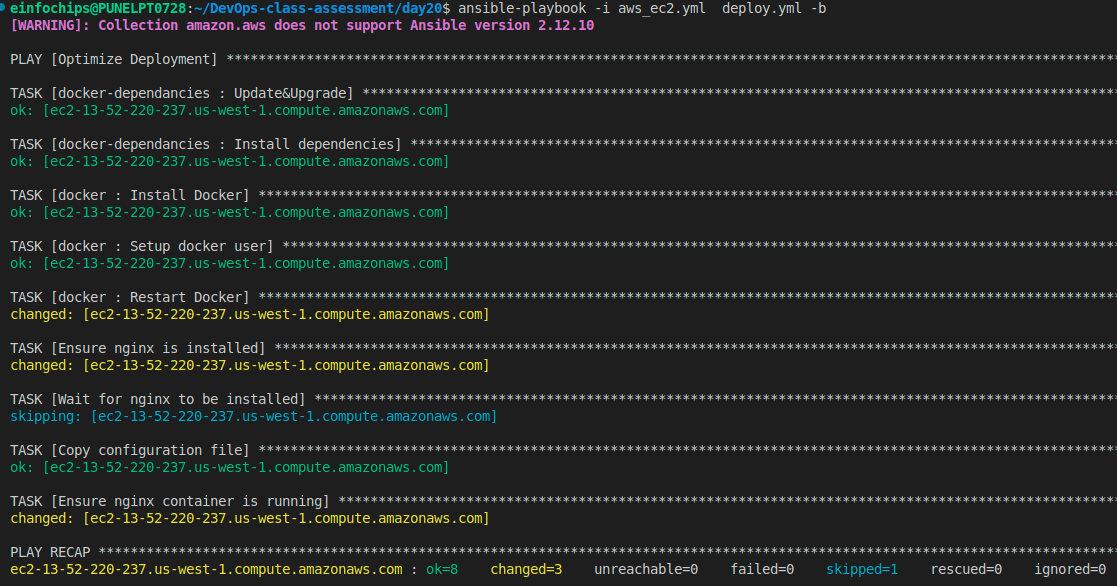 einfochips@PUNELPT0728:~/DevOps-class-assessment/day20$ ansible-playbook -i aws_ec2.yml  deploy.yml -b
[WARNING]: Collection amazon.aws does not support Ansible version 2.12.10

PLAY [Optimize Deployment] ****************************************************************************************************************

TASK [docker-dependancies : Update&Upgrade] ***********************************************************************************************
ok: [ec2-13-52-220-237.us-west-1.compute.amazonaws.com]

TASK [docker-dependancies : Install dependencies] *****************************************************************************************
ok: [ec2-13-52-220-237.us-west-1.compute.amazonaws.com]

TASK [docker : Install Docker] ************************************************************************************************************
ok: [ec2-13-52-220-237.us-west-1.compute.amazonaws.com]

TASK [docker : Setup docker user] *********************************************************************************************************
ok: [ec2-13-52-220-237.us-west-1.compute.amazonaws.com]

TASK [docker : Restart Docker] ************************************************************************************************************
changed: [ec2-13-52-220-237.us-west-1.compute.amazonaws.com]

TASK [Ensure nginx is installed] **********************************************************************************************************
changed: [ec2-13-52-220-237.us-west-1.compute.amazonaws.com]

TASK [Wait for nginx to be installed] *****************************************************************************************************
skipping: [ec2-13-52-220-237.us-west-1.compute.amazonaws.com]

TASK [Copy configuration file] ************************************************************************************************************
ok: [ec2-13-52-220-237.us-west-1.compute.amazonaws.com]

TASK [Ensure nginx container is running] **************************************************************************************************
changed: [ec2-13-52-220-237.us-west-1.compute.amazonaws.com]

PLAY RECAP ********************************************************************************************************************************
ec2-13-52-220-237.us-west-1.compute.amazonaws.com : ok=8    changed=3    unreachable=0    failed=0    skipped=1    rescued=0    ignored=0